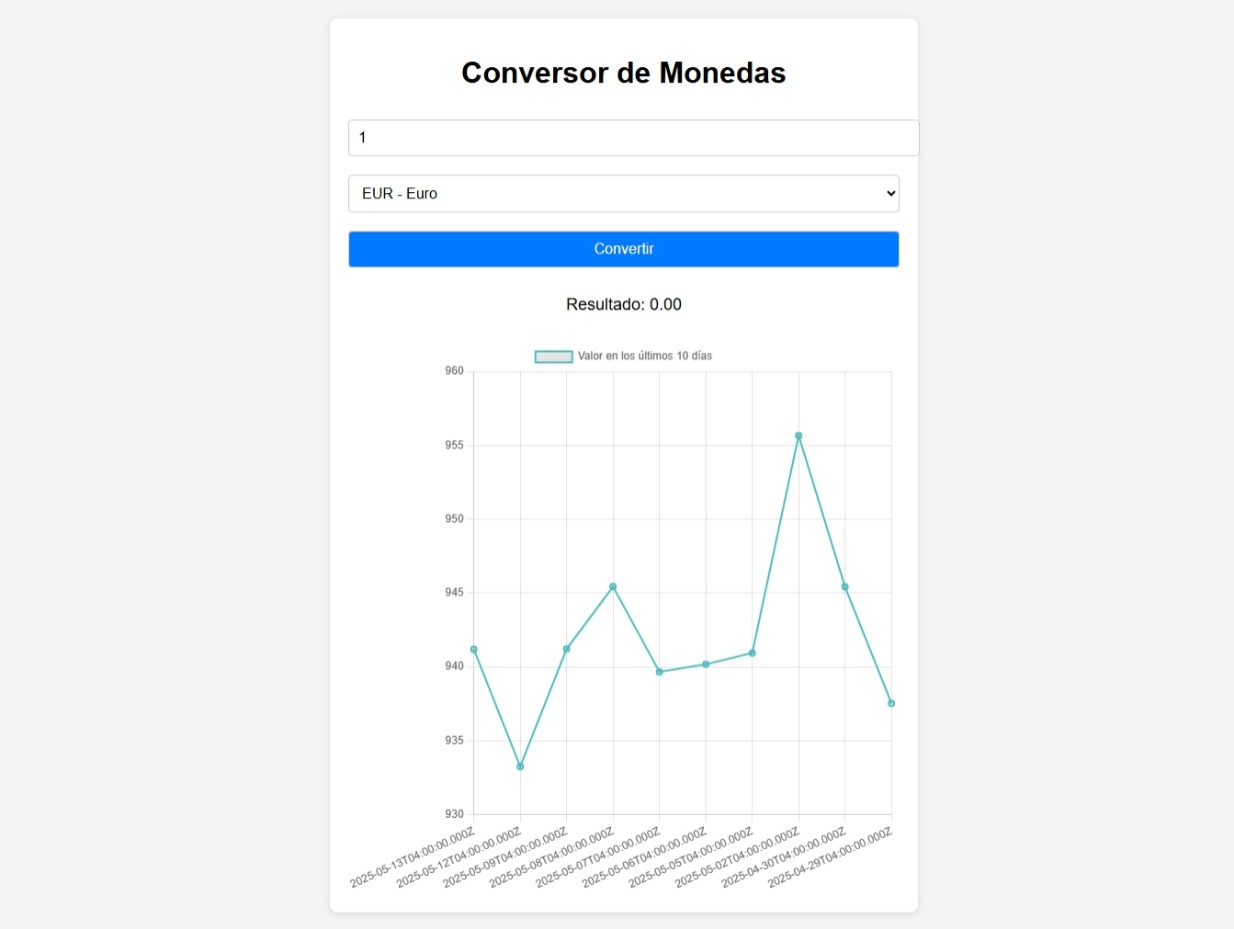 Conversor de Monedas
1
EUR - Euro
Convertir
Resultado: 0.00
Valor en los últimos 10 días
960
955
950
945
940
935
930
2025-05-13T04:00:00.000Z
2025-05-12T04:00:00.000Z
2025-05-09T04:00:00.000Z
2025-05-08T04:00:00.000Z
2025-05-07T04:00:00.000Z
2025-05-06T04:00:00.000Z
2025-05-05T04:00:00.000Z
2025-05-02T04:00:00.000Z
2025-04-30T04:00:00.000Z
2025-04-29T04:00:00.000Z